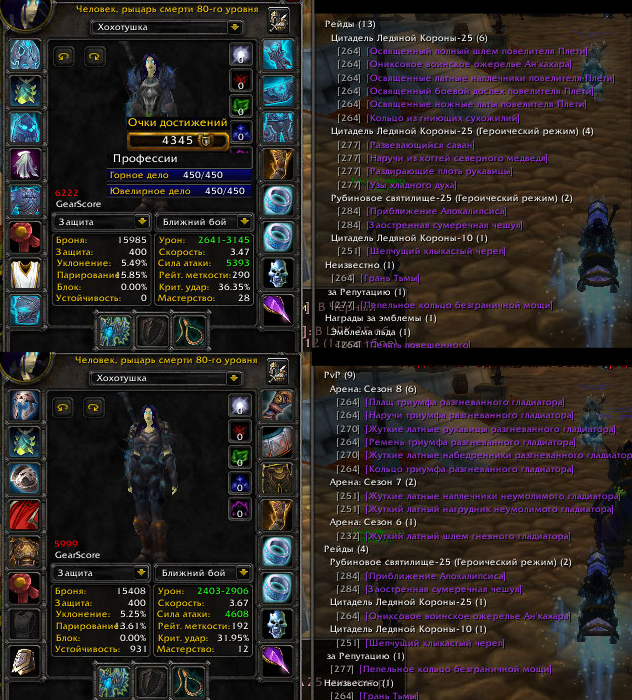 Человек, рыцарь смерти 80-го уровня
Хохотушка
0
0
0
0
Очки достижений
4345
Профессии
Горное дело 450/450
Ювелирное дело 450/450
6222
GearScore
Защита
Ближний бой
Броня: 15985
Защита: 400
Уклонение: 5.49%
Парирование: 15.85%
Блок: 0.00%
Устойчивость: 0
Урон: 2641-3145
Скорость: 3.47
Сила атаки: 5393
Рейт. меткости: 290
Крит. удар: 36.35%
Мастерство: 28
Рейды (13)
Цитадель Ледяной Короны-25 (6)
[264] [Освященный полный шлем повелителя Плети]
[264] [Ониксовое воинское ожерелье Ан'кахара]
[264] [Освященные латные наплечники повелителя Плети]
[264] [Освященный боевой доспех повелителя Плети]
[264] [Освященные ножные латы повелителя Плети]
[264] [Кольцо из гниющих сухожилий]
Цитадель Ледяной Короны-25 (Героический режим) (4)
[277] [Развевающийся саван]
[277] [Наручи из когтей северного медведя]
[277] [Раздирающие плоть рукавицы]
[277] [Узы хладного духа]
Рубиновое святилище-25 (Героический режим) (2)
[284] [Приближение Апокалипсиса]
[284] [Заостренная сумеречная чешуя]
Цитадель Ледяной Короны-10 (1)
[251] [Шепчущий клыкастый череп]
Неизвестно (1)
[264] [Грань Тьмы]
за Репутацию (1)
[277] [Пепельное кольцо безграничной мощи]
Награды за эмблемы (1)
Эмблема льда (1)
Человек, рыцарь смерти 80-го уровня
Хохотушка
0
0
0
0
0
5999
GearScore
Защита
Ближний бой
Броня: 15408
Защита: 400
Уклонение: 5.25%
Парирование: 13.61%
Блок: 0.00%
Устойчивость: 931
Урон: 2403-2906
Скорость: 3.67
Сила атаки: 4608
Рейт. меткости: 192
Крит. удар: 31.95%
Мастерство: 12
PvP (9)
Арена: Сезон 8 (6)
[264] [Плащ триумфа разгневанного гладиатора]
[264] [Наручи триумфа разгневанного гладиатора]
[270] [Жуткие латные рукавицы разгневанного гладиатора]
[264] [Ремень триумфа разгневанного гладиатора]
[270] [Жуткие латные набедренники разгневанного гладиатора
[264] [Кольцо триумфа разгневанного гладиатора]
Арена: Сезон 7 (2)
[251] [Жуткие латные наплечники неумолимого гладиатора]
[251] [Жуткий латный нагрудник неумолимого гладиатора]
Арена: Сезон 6 (1)
[232] [Жуткий латный шлем гневного гладиатора]
Рейды (4)
Рубиновое святилище-25 (Героический режим) (2)
[284] [Приближение Апокалипсиса]
[284] [Заостренная сумеречная чешуя]
Цитадель Ледяной Короны-25 (1)
[264] [Ониксовое воинское ожерелье Ан'кахара]
Цитадель Ледяной Короны-10 (1)
[251] [Шепчущий клыкастый череп]
за Репутацию (1)
[277] [Пепельное кольцо безграничной мощи]
Неизвестно (1)
[264] [Грань Тьмы]